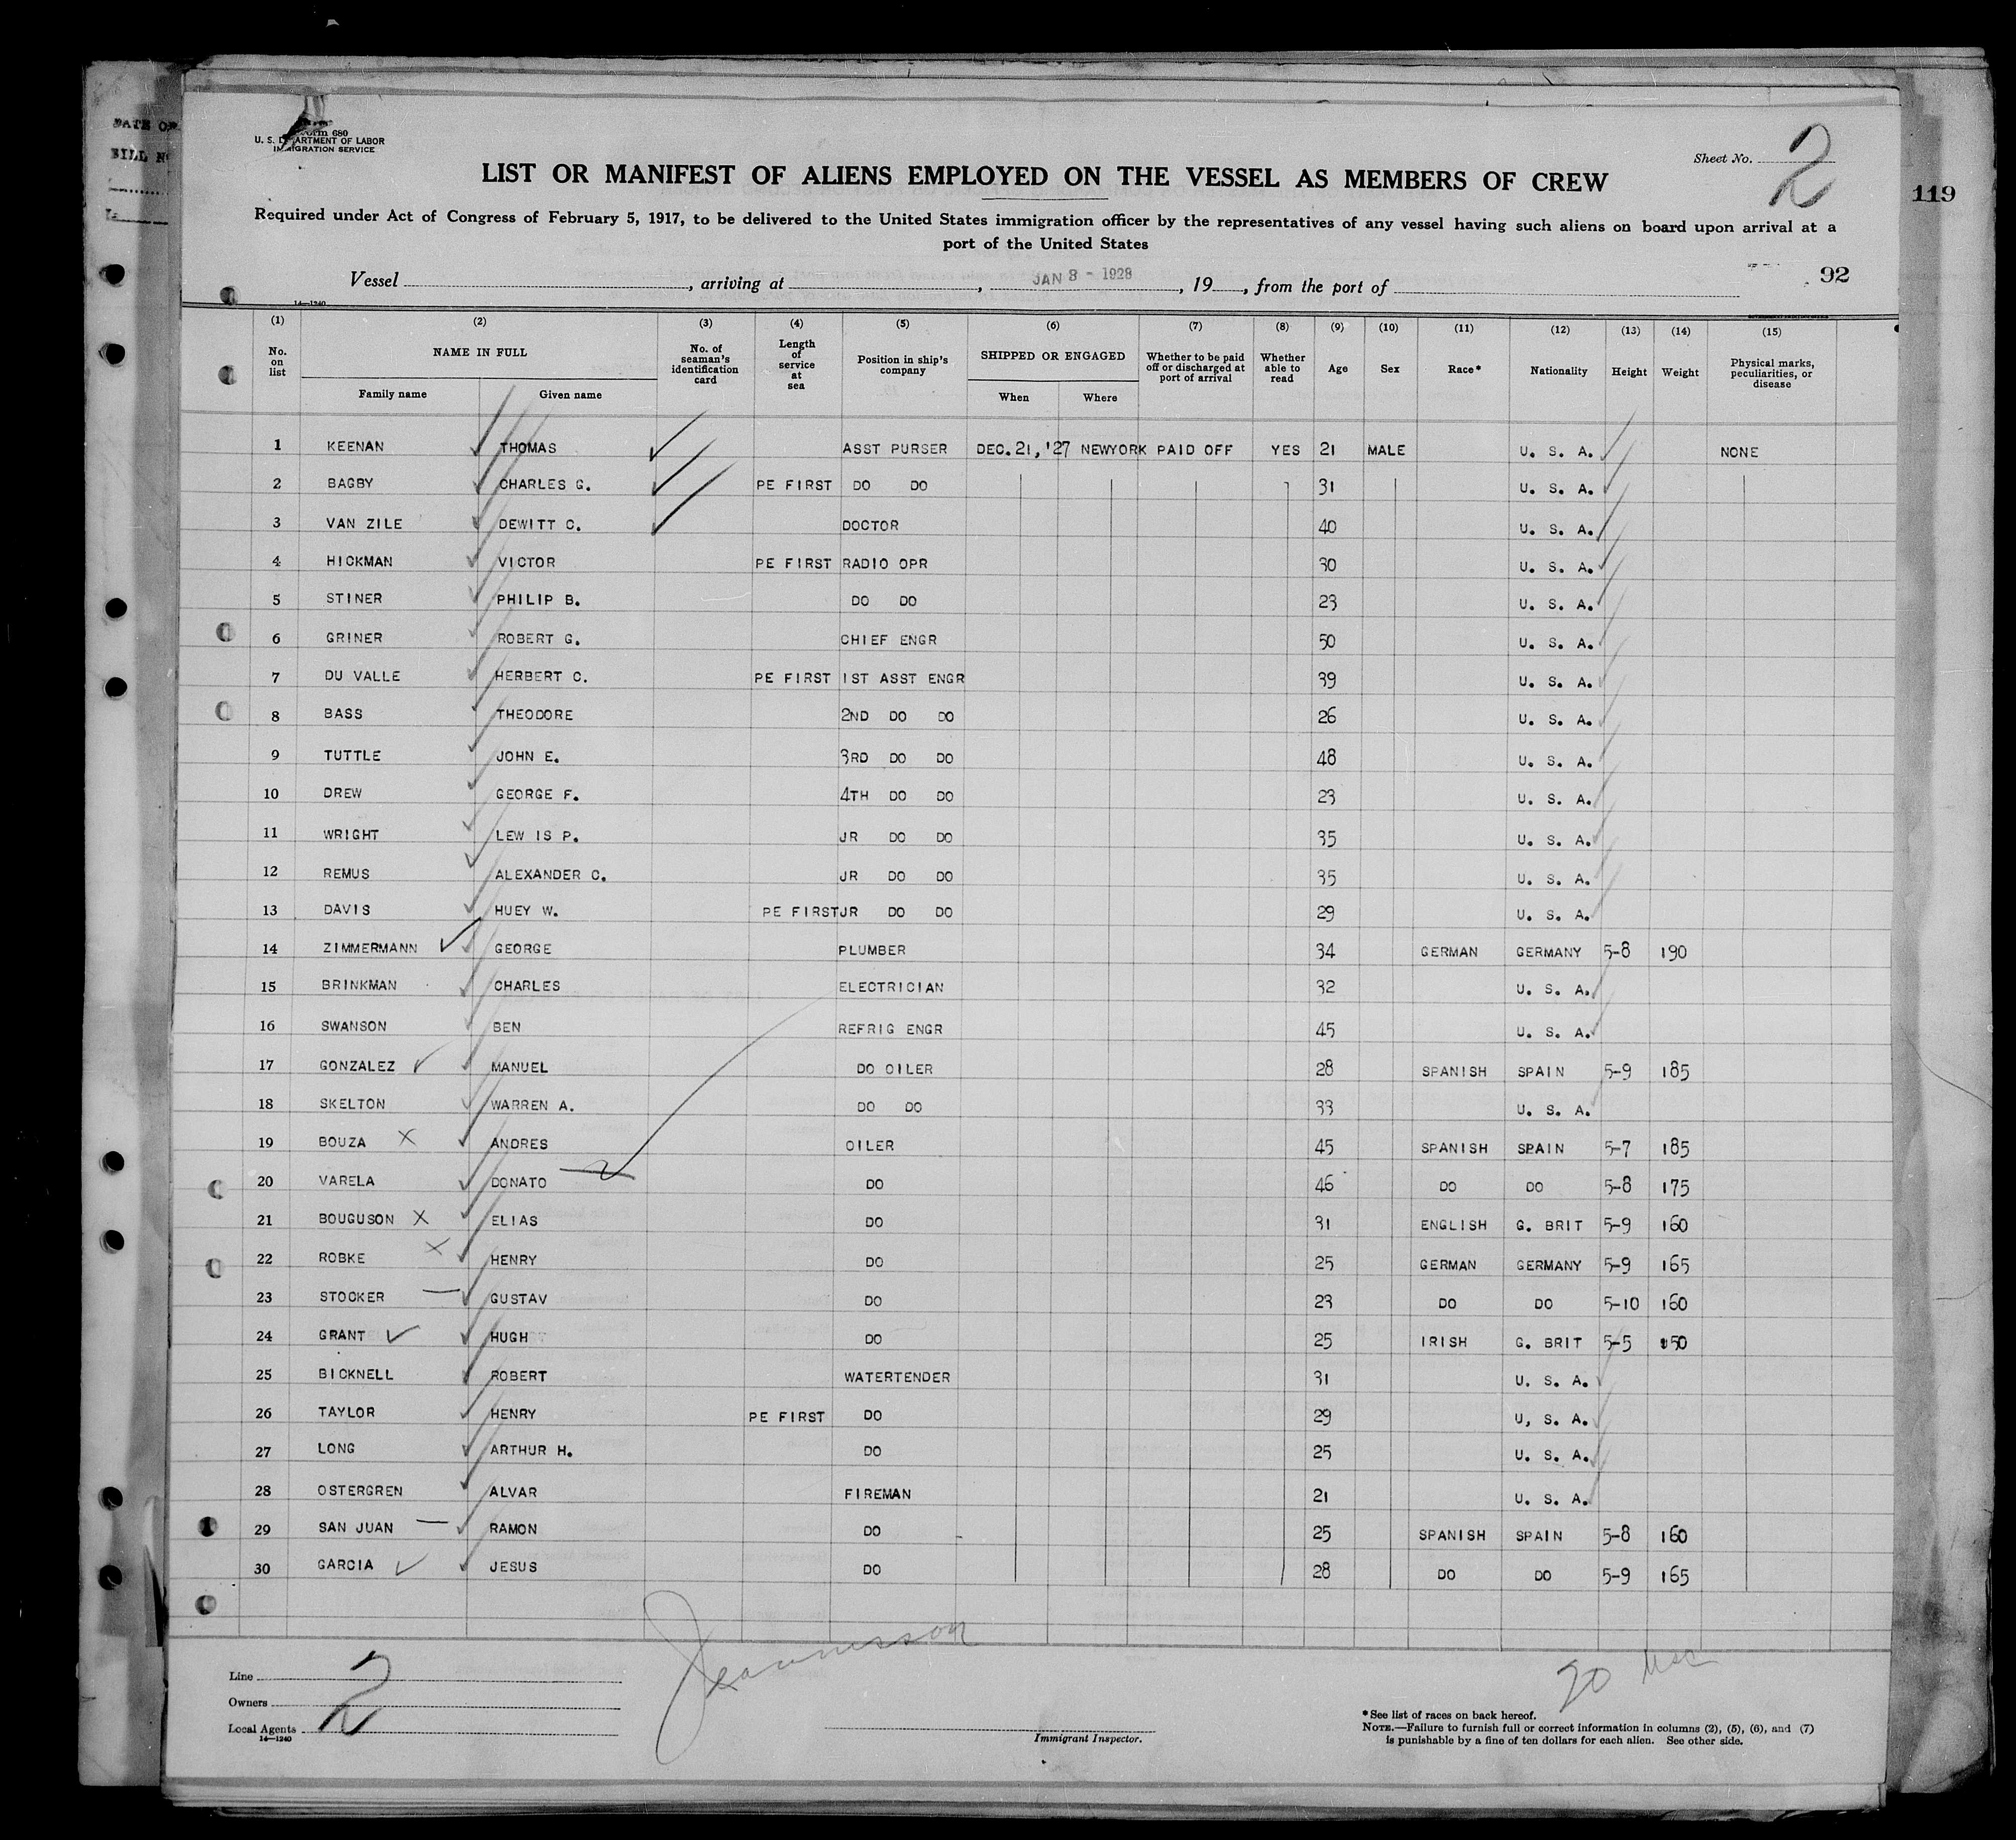 DATE OF
BILL NO
Form 680
U. S. DEPARTMENT OF LABOR
IMMIGRATION SERVICE
Sheet No. 2
LIST OR MANIFEST OF ALIENS EMPLOYED ON THE VESSEL AS MEMBERS OF CREW
119
Required under Act of Congress of February 5, 1917, to be delivered to the United States immigration officer by the representatives of any vessel having such aliens on board upon arrival at a
port of the United States
92
Vessel , arriving at , JAN 3 - 1928 , 19 , from the port of
14—1240
(1) (2) (3) (4) (5) (6) (7) (8) (9) (10) (11) (12) (13) (14) (15)
No. on list NAME IN FULL No. of seaman's identification card Length of service at sea Position in ship's company SHIPPED OR ENGAGED Whether to be paid off or discharged at port of arrival Whether able to read Age Sex Race* Nationality Height Weight Physical marks, peculiarities, or disease
Family name Given name When Where
1 KEENAN THOMAS ASST PURSER DEC. 21, '27 NEWYORK PAID OFF YES 21 MALE U. S. A. NONE
2 BAGBY CHARLES G. PE FIRST DO DO 31 U. S. A.
3 VAN ZILE DEWITT C. DOCTOR 40 U. S. A.
4 HICKMAN VICTOR PE FIRST RADIO OPR 30 U. S. A.
5 STINER PHILIP B. DO DO 23 U. S. A.
6 GRINER ROBERT G. CHIEF ENGR 50 U. S. A.
7 DU VALLE HERBERT C. PE FIRST 1ST ASST ENGR 39 U. S. A.
8 BASS THEODORE 2ND DO DO 26 U. S. A.
9 TUTTLE JOHN E. 3RD DO DO 48 U. S. A.
10 DREW GEORGE F. 4TH DO DO 23 U. S. A.
11 WRIGHT LEW IS P. JR DO DO 35 U. S. A.
12 REMUS ALEXANDER C. JR DO DO 35 U. S. A.
13 DAVIS HUEY W. PE FIRST JR DO DO 29 U. S. A.
14 ZIMMERMANN GEORGE PLUMBER 34 GERMAN GERMANY 5-8 190
15 BRINKMAN CHARLES ELECTRICIAN 32 U. S. A.
16 SWANSON BEN REFRIG ENGR 45 U. S. A.
17 GONZALEZ MANUEL DO OILER 28 SPANISH SPAIN 5-9 185
18 SKELTON WARREN A. DO DO 33 U. S. A.
19 BOUZA X ANDRES OILER 45 SPANISH SPAIN 5-7 185
20 VARELA DONATO DO 46 DO DO 5-8 175
21 BOUGUSON X ELIAS DO 31 ENGLISH G. BRIT 5-9 160
22 ROBKE X HENRY DO 25 GERMAN GERMANY 5-9 165
23 STOCKER GUSTAV DO 23 DO DO 5-10 160
24 GRANT HUGH DO 25 IRISH G. BRIT 5-5 150
25 BICKNELL ROBERT WATERTENDER 31 U. S. A.
26 TAYLOR HENRY PE FIRST DO 29 U, S. A.
27 LONG ARTHUR H. DO 25 U. S. A.
28 OSTERGREN ALVAR FIREMAN 21 U. S. A.
29 SAN JUAN RAMON DO 25 SPANISH SPAIN 5-8 160
30 GARCIA JESUS DO 28 DO DO 5-9 165
Line
Owners
Local Agents
14—1240
2
Immigrant Inspector.
20
*See list of races on back hereof.
NOTE.—Failure to furnish full or correct information in columns (2), (5), (6), and (7)
is punishable by a fine of ten dollars for each alien. See other side.